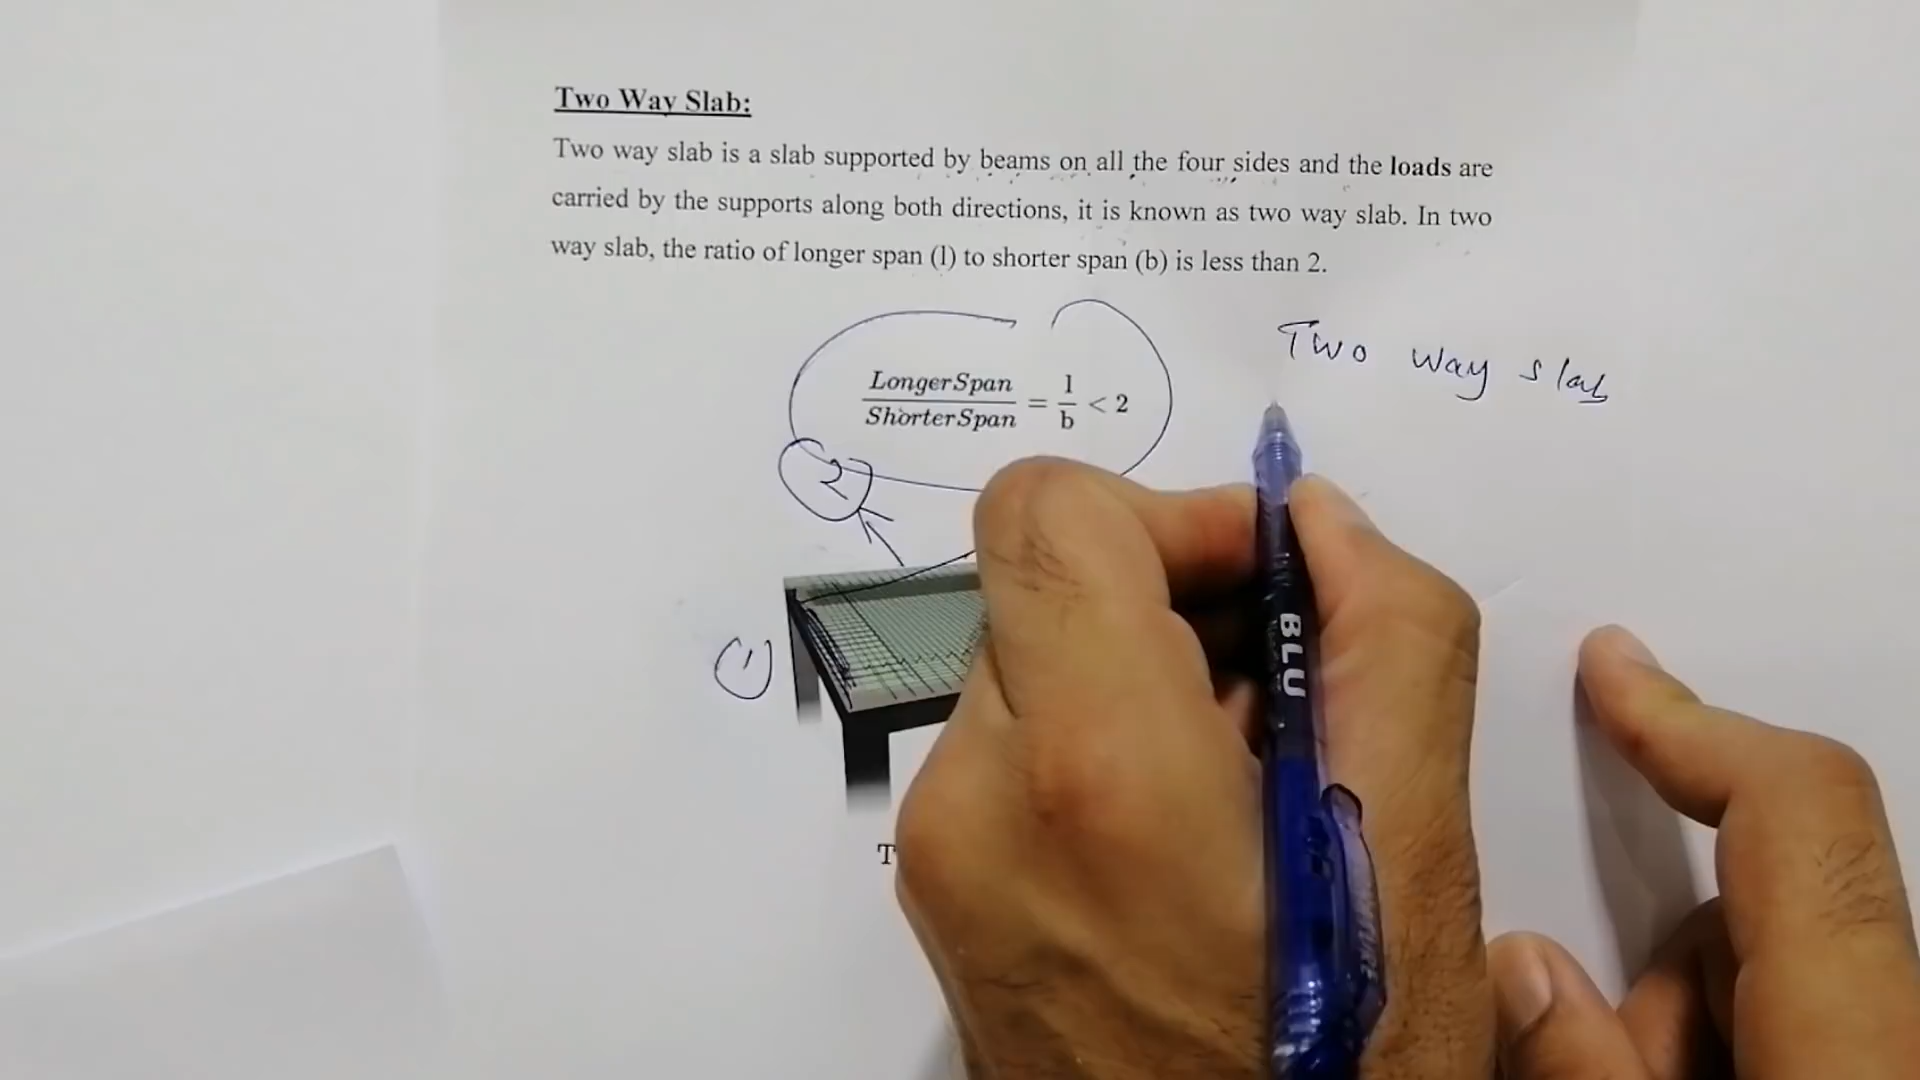 Two Way Slab:
Two way slab is a slab supported by beams on all the four sides and the loads are
carried by the supports along both directions, it is known as two way slab. In two
way slab, the ratio of longer span (l) to shorter span (b) is less than 2.
Two way slab
LongerSpan / ShorterSpan = l / b < 2
2
1
T
BLU